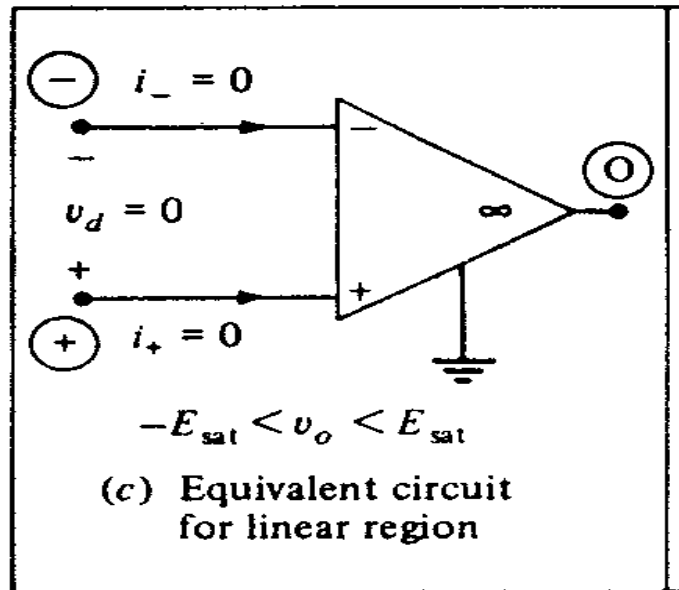 − i₋ = 0
−
−
O
v_d = 0
∞
+
+
+ i₊ = 0
−E_sat < v_o < E_sat
(c) Equivalent circuit
for linear region